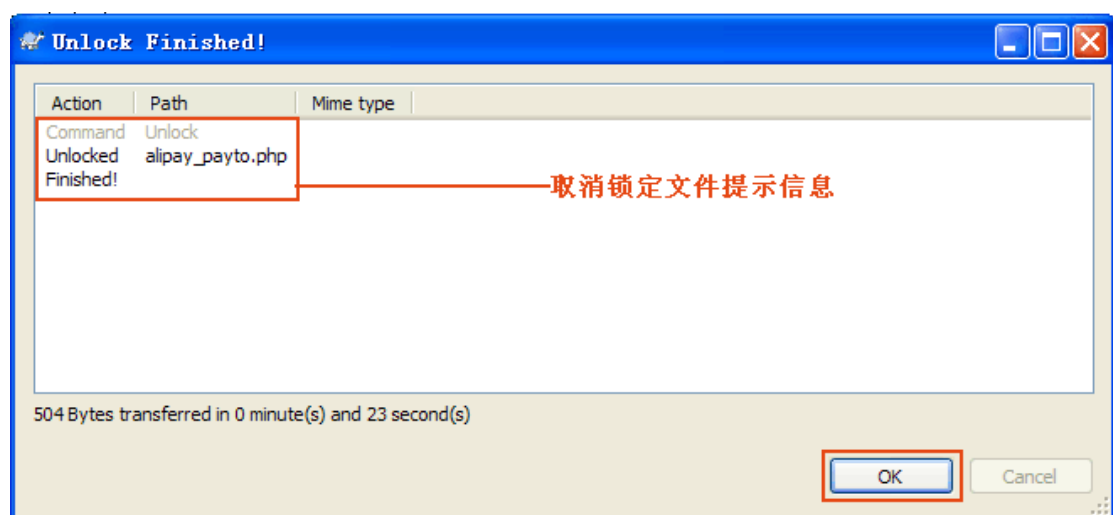 Unlock Finished!
Action Path Mime type
Command Unlock
Unlocked alipay_payto.php
Finished!
取消锁定文件提示信息
504 Bytes transferred in 0 minute(s) and 23 second(s)
OK Cancel